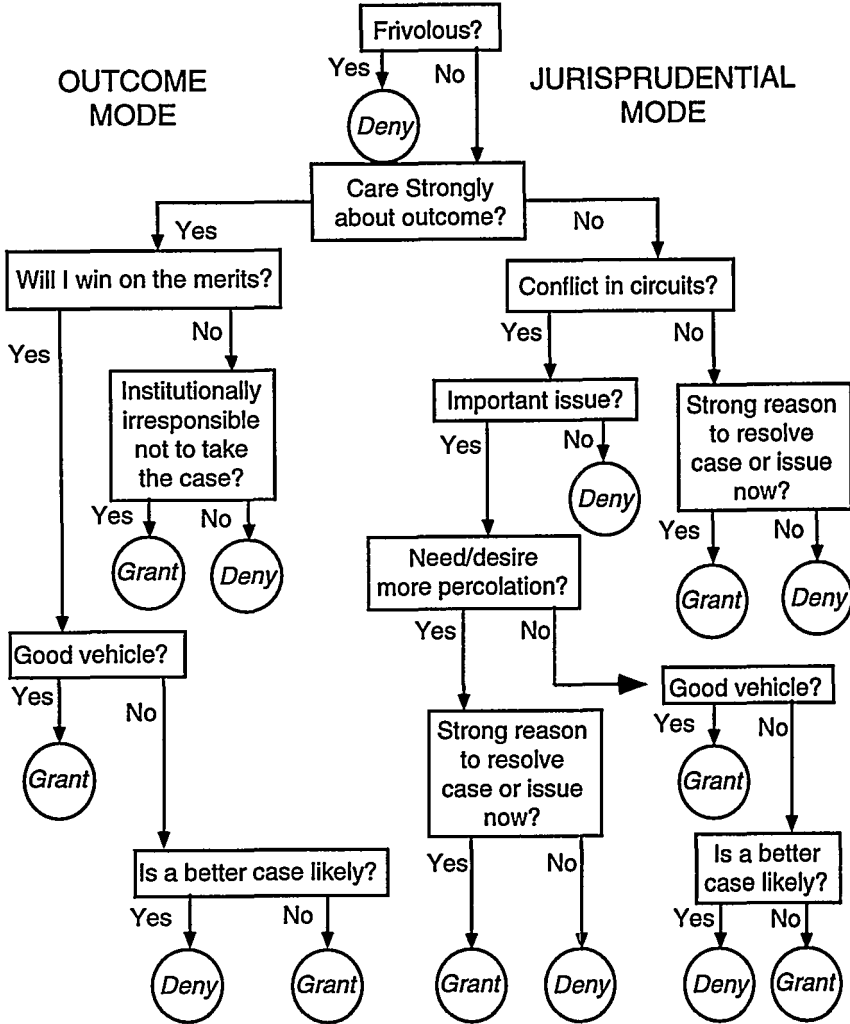 Frivolous?
OUTCOME
MODE
Yes
No
JURISPRUDENTIAL
MODE
Deny
Care Strongly
about outcome?
Yes
No
Will I win on the merits?
Conflict in circuits?
Yes
No
Yes
No
Institutionally
irresponsible
not to take
the case?
Important issue?
Strong reason
to resolve
case or issue
now?
Yes
No
Deny
Yes
No
Grant
Deny
Yes
No
Grant
Deny
Need/desire
more percolation?
Yes
No
Good vehicle?
Yes
No
Grant
Good vehicle?
Yes
No
Grant
Strong reason
to resolve
case or issue
now?
Is a better case likely?
Yes
No
Deny
Grant
Yes
No
Grant
Deny
Is a better
case likely?
Yes
No
Deny
Grant